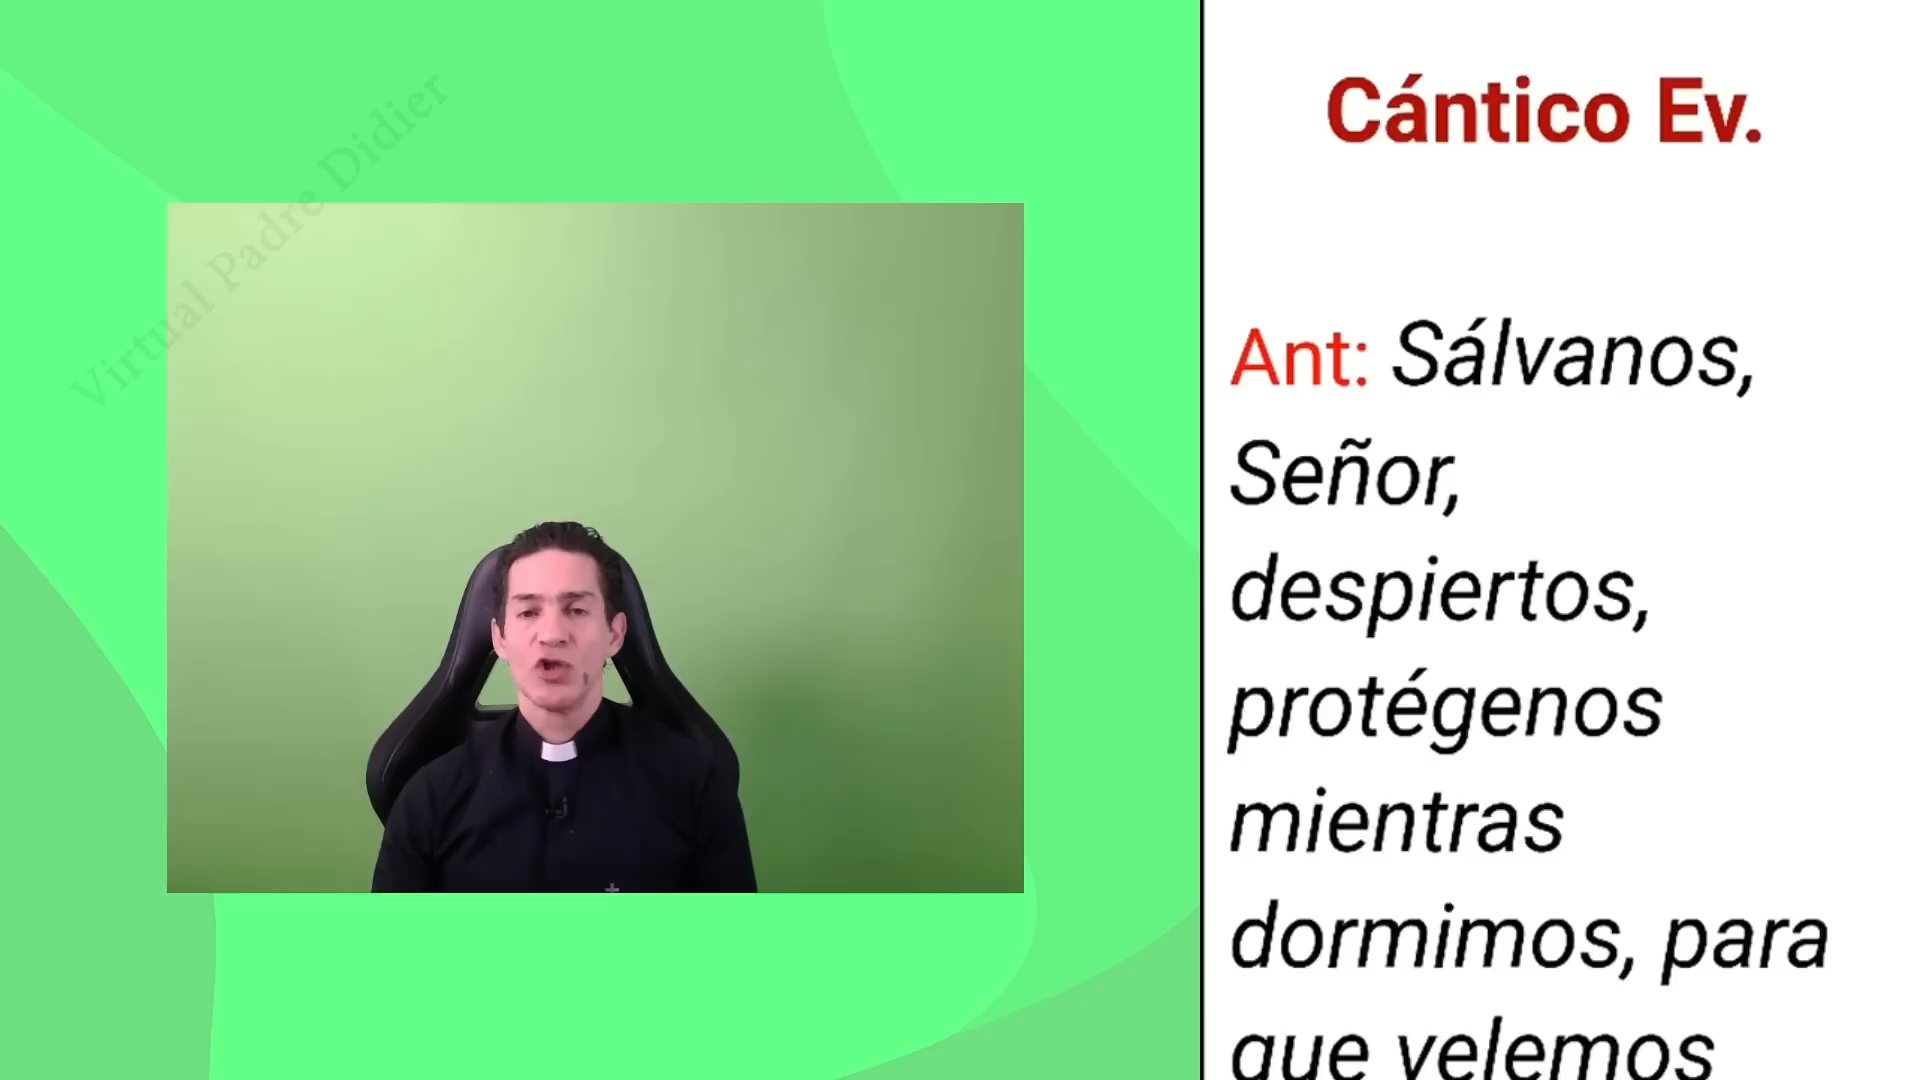 Virtual Padre Didier
Cántico Ev.
Ant: Sálvanos,
Señor,
despiertos,
protégenos
mientras
dormimos, para
que velemos